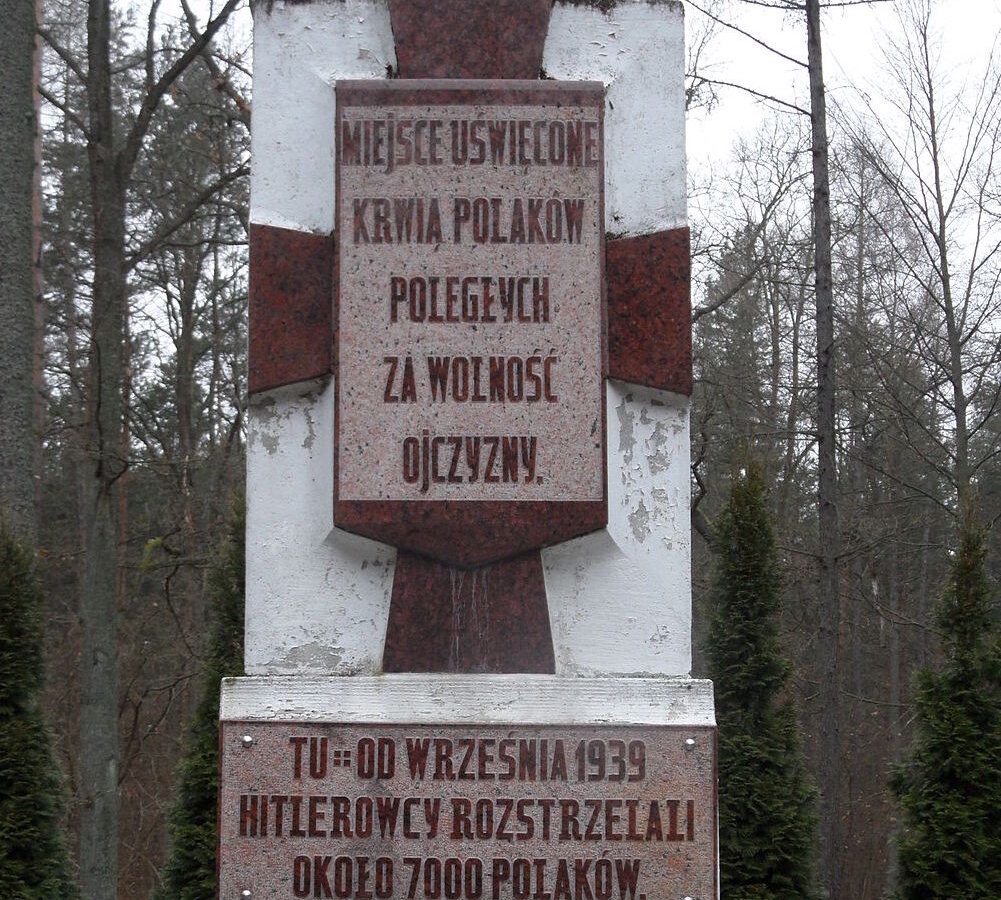 MIEJSCE UŚWIĘCONE
KRWIĄ POLAKÓW
POLEGŁYCH
ZA WOLNOŚĆ
OJCZYZNY.
TU :: OD WRZEŚNIA 1939
HITLEROWCY ROZSTRZELALI
OKOŁO 7000 POLAKÓW.